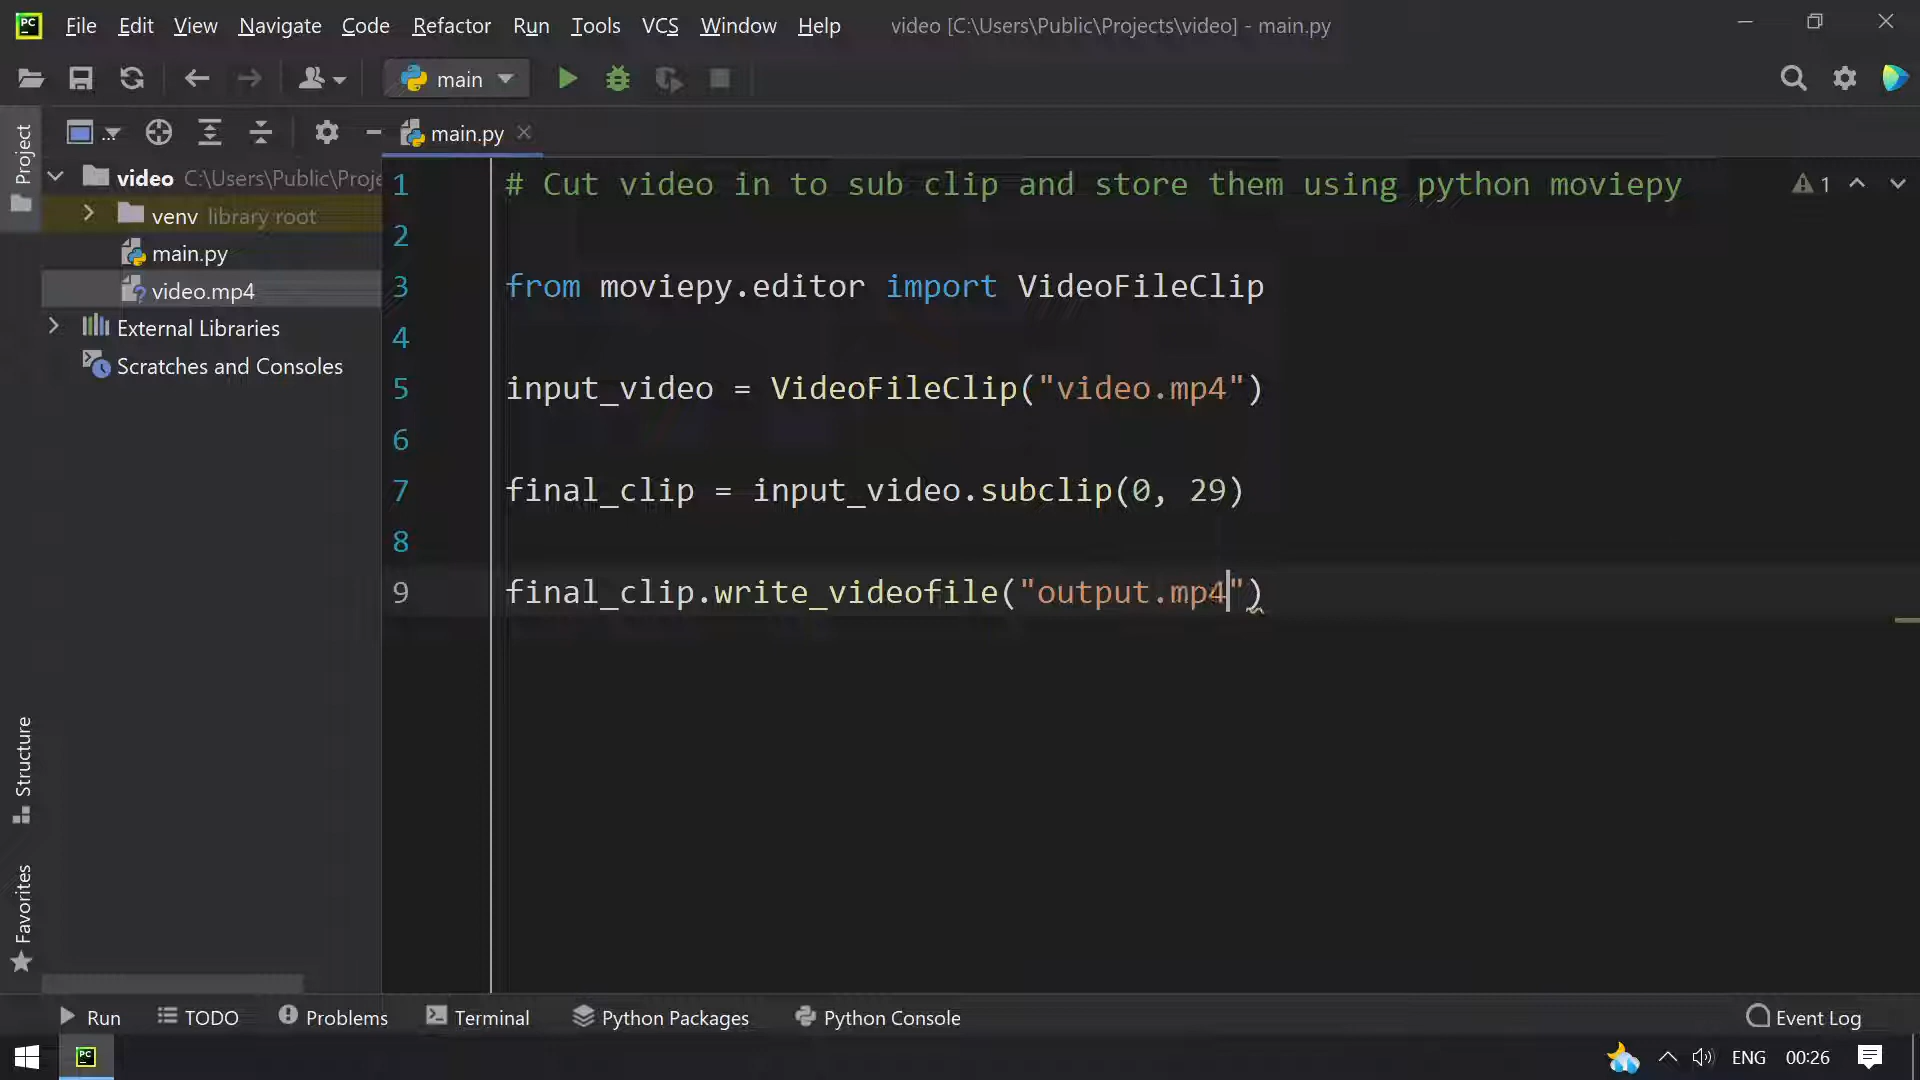 PC File Edit View Navigate Code Refactor Run Tools VCS Window Help video [C:\Users\Public\Projects\video] - main.py
main
Project ... main.py
video C:\Users\Public\Proje
venv library root
main.py
video.mp4
External Libraries
Scratches and Consoles
1 # Cut video in to sub clip and store them using python moviepy
1
2
3 from moviepy.editor import VideoFileClip
4
5 input_video = VideoFileClip("video.mp4")
6
7 final_clip = input_video.subclip(0, 29)
8
9 final_clip.write_videofile("output.mp4")
Structure
Favorites
Run TODO Problems Terminal Python Packages Python Console Event Log
PC ENG 00:26